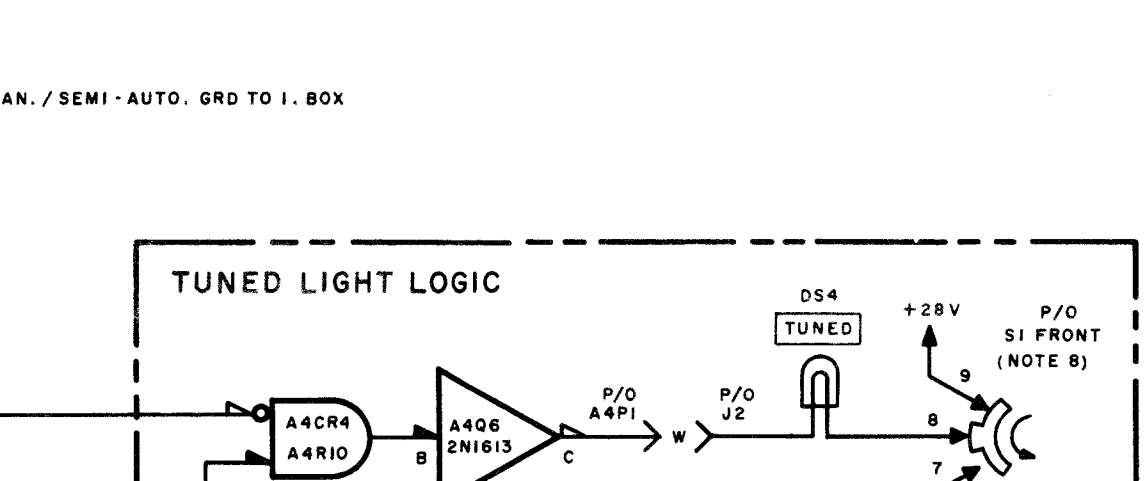 AN. / SEMI - AUTO. GRD TO I. BOX
TUNED LIGHT LOGIC
DS4
TUNED
+28V
P/O
S1 FRONT
(NOTE 8)
9
8
7
P/O
A4P1
W
P/O
J2
A4CR4
A4R10
B
A4Q6
2N1613
C